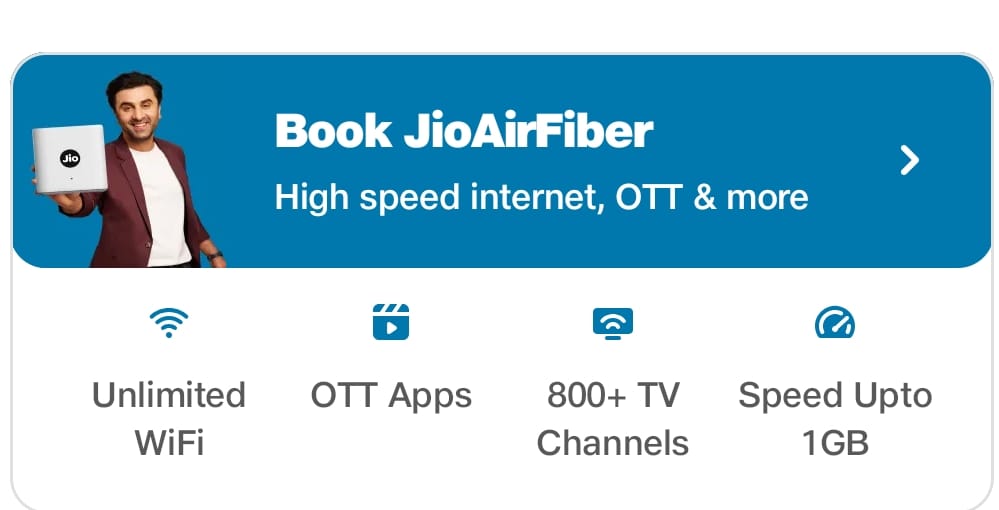 Jio
Book JioAirFiber
High speed internet, OTT & more
Unlimited
WiFi
OTT Apps
800+ TV
Channels
Speed Upto
1GB